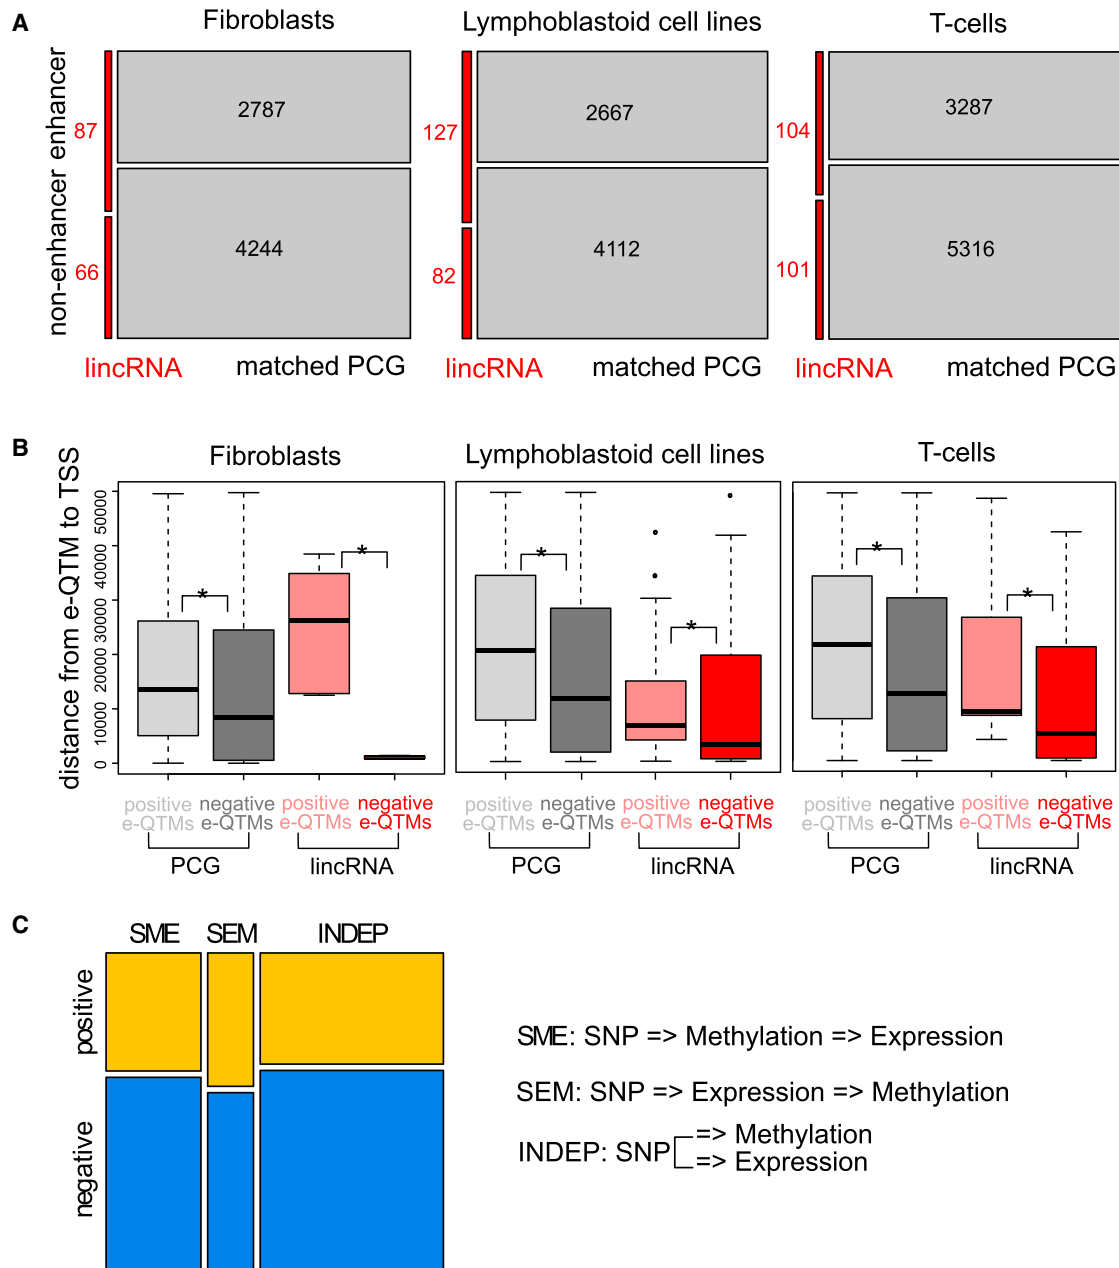 A
Fibroblasts
Lymphoblastoid cell lines
T-cells
non-enhancer enhancer
87
2787
66
4244
127
2667
82
4112
104
3287
101
5316
lincRNA
matched PCG
lincRNA
matched PCG
lincRNA
matched PCG
B
Fibroblasts
Lymphoblastoid cell lines
T-cells
distance from e-QTM to TSS
50000
40000
30000
20000
10000
0
*
*
*
*
*
*
positive e-QTMs
negative e-QTMs
positive e-QTMs
negative e-QTMs
PCG
lincRNA
positive e-QTMs
negative e-QTMs
positive e-QTMs
negative e-QTMs
PCG
lincRNA
positive e-QTMs
negative e-QTMs
positive e-QTMs
negative e-QTMs
PCG
lincRNA
C
SME
SEM
INDEP
positive
negative
SME: SNP => Methylation => Expression
SEM: SNP => Expression => Methylation
INDEP: SNP
=> Methylation
=> Expression